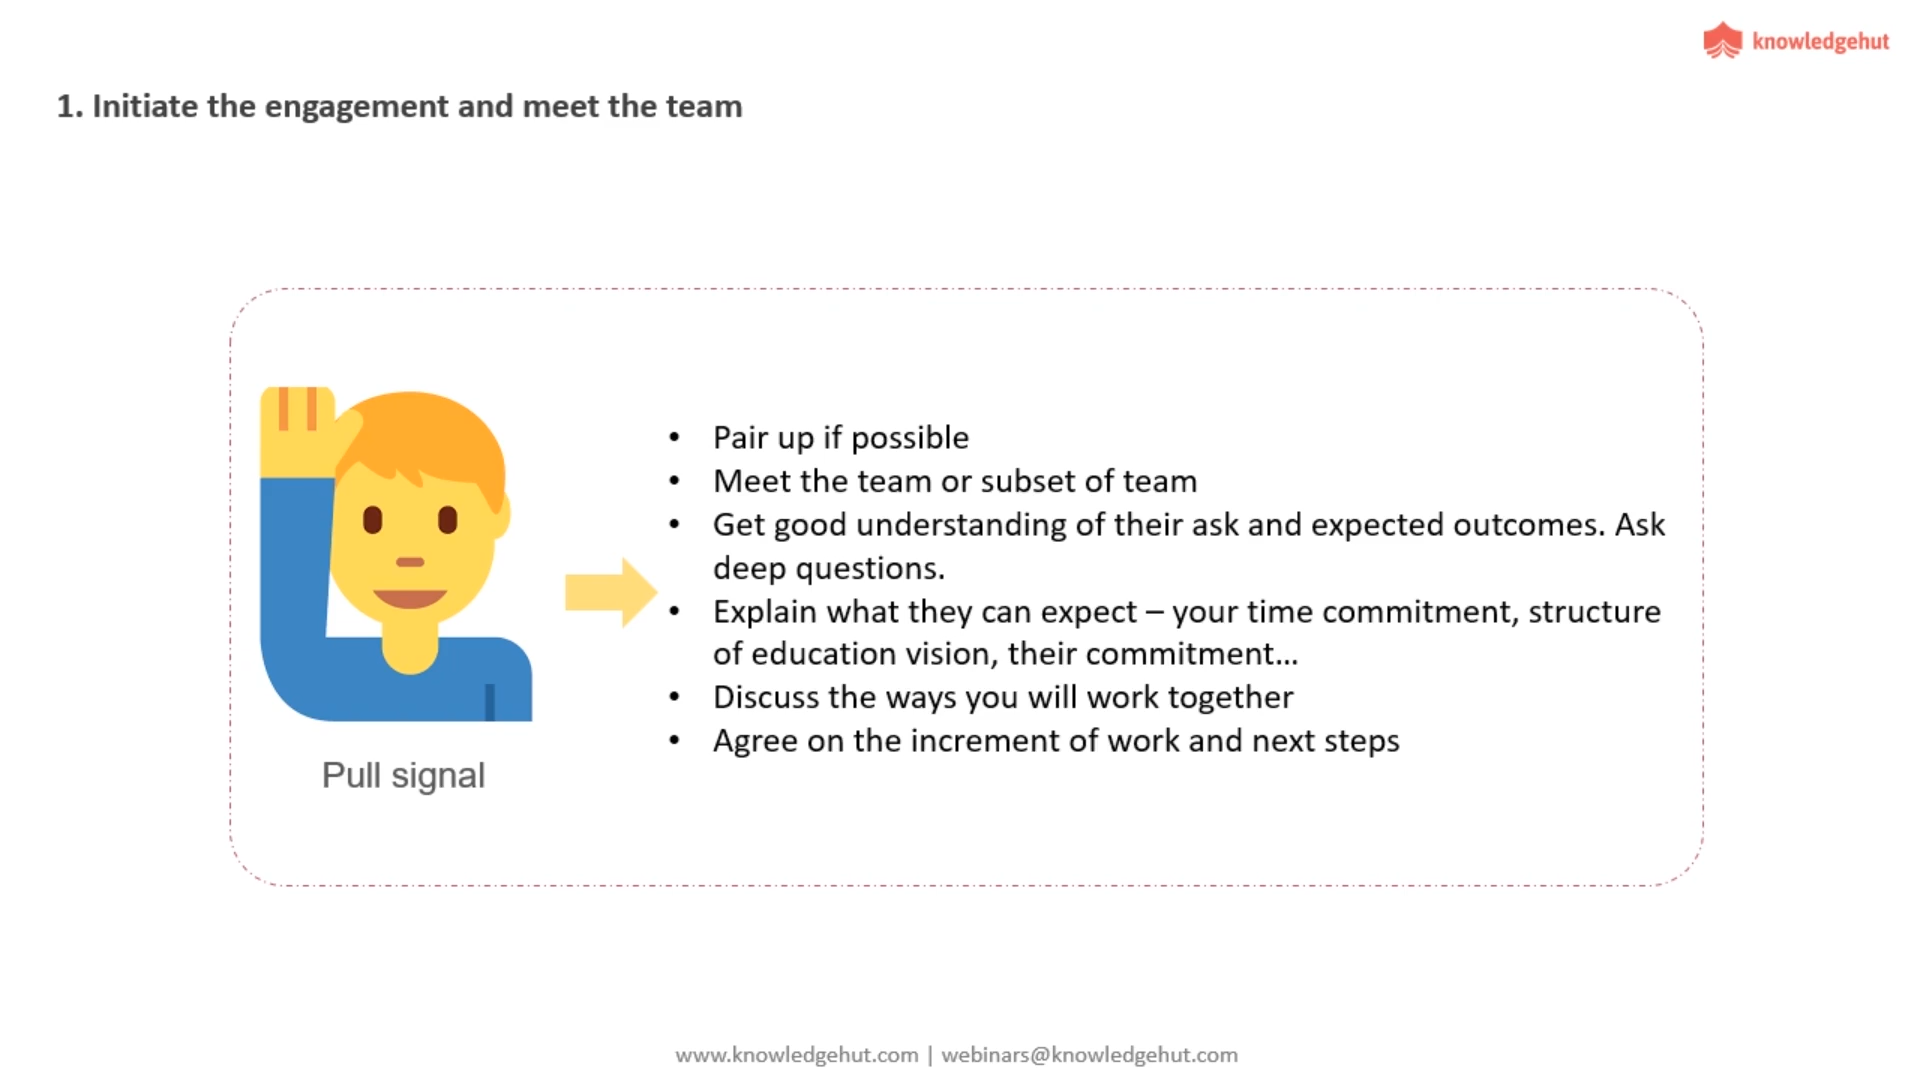 knowledgehut
1. Initiate the engagement and meet the team
• Pair up if possible
• Meet the team or subset of team
• Get good understanding of their ask and expected outcomes. Ask
deep questions.
• Explain what they can expect – your time commitment, structure
of education vision, their commitment...
• Discuss the ways you will work together
• Agree on the increment of work and next steps
Pull signal
www.knowledgehut.com | webinars@knowledgehut.com